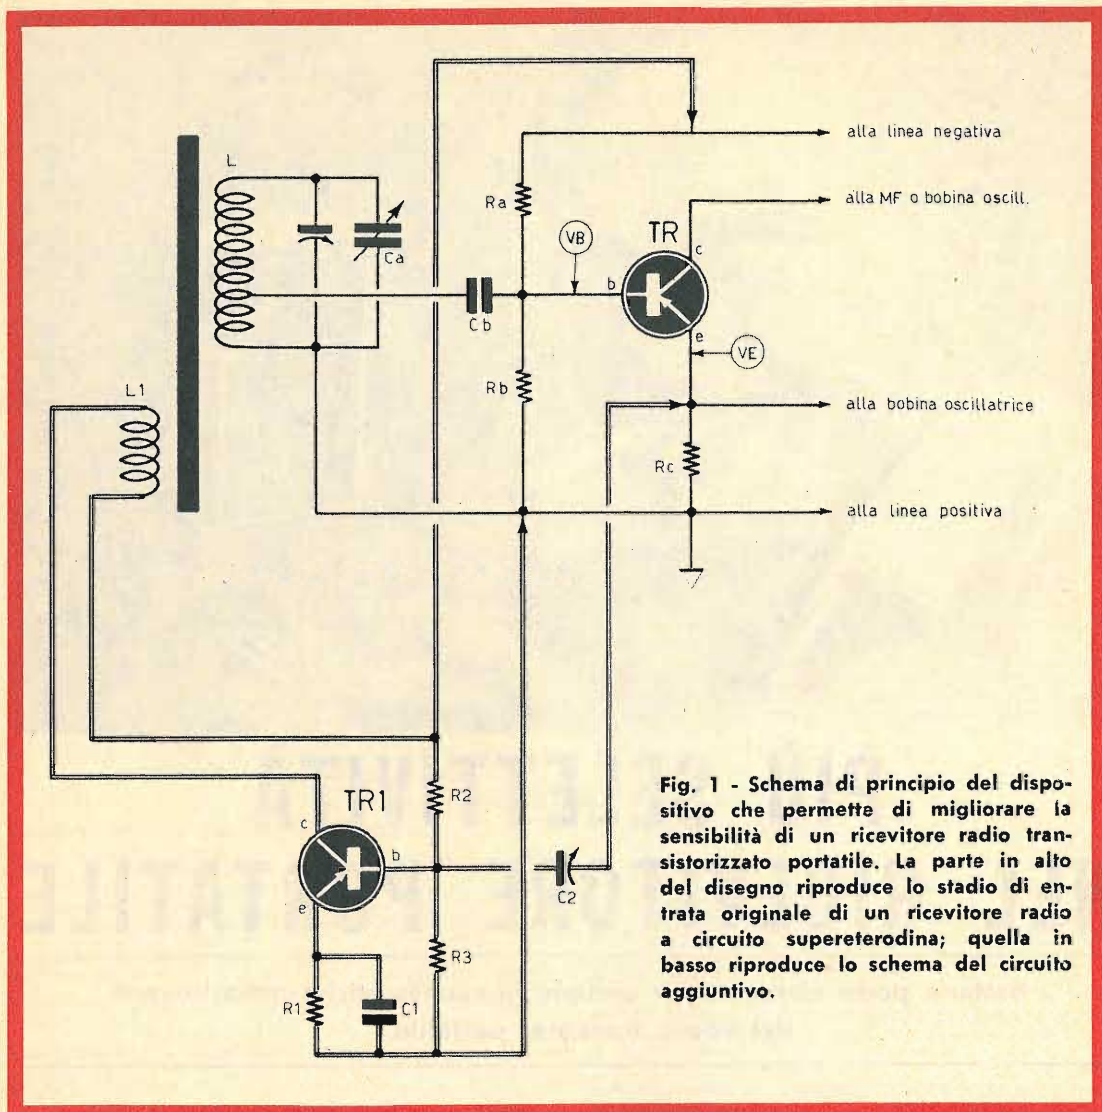 alla linea negativa
L
Ra
alla MF o bobina oscill.
VB
TR
c
Ca
b
Cb
e
VE
L1
Rb
alla bobina oscillatrice
Rc
alla linea positiva
TR1
R2
c
b
C2
e
R3
R1
C1
Fig. 1 - Schema di principio del dispo-
sitivo che permette di migliorare la
sensibilità di un ricevitore radio tran-
sistorizzato portatile. La parte in alto
del disegno riproduce lo stadio di en-
trata originale di un ricevitore radio
a circuito supereterodina; quella in
basso riproduce lo schema del circuito
aggiuntivo.